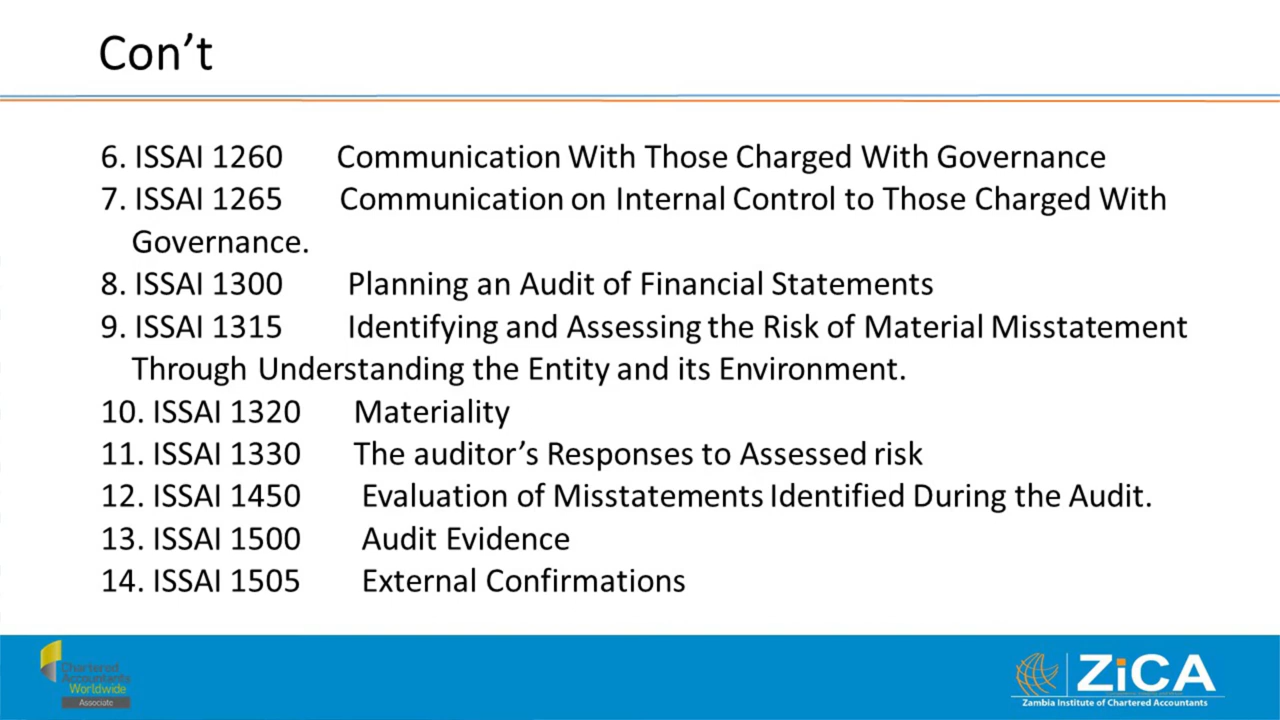 Con’t
6. ISSAI 1260 Communication With Those Charged With Governance
7. ISSAI 1265 Communication on Internal Control to Those Charged With
Governance.
8. ISSAI 1300 Planning an Audit of Financial Statements
9. ISSAI 1315 Identifying and Assessing the Risk of Material Misstatement
Through Understanding the Entity and its Environment.
10. ISSAI 1320 Materiality
11. ISSAI 1330 The auditor’s Responses to Assessed risk
12. ISSAI 1450 Evaluation of Misstatements Identified During the Audit.
13. ISSAI 1500 Audit Evidence
14. ISSAI 1505 External Confirmations
Chartered
Accountants
Worldwide
Associate
ZiCA
Zambia Institute of Chartered Accountants